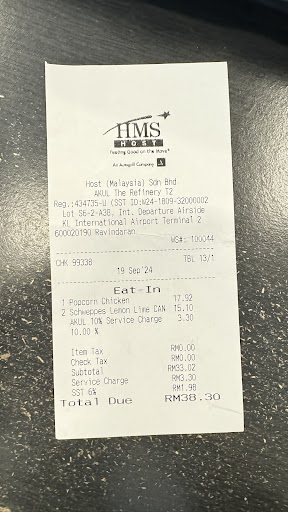 HMS
HOST
Feeding Good on the Move
An Autogrill Company
Host (Malaysia) Sdn Bhd
AKUL The Refinery T2
Reg.:434735-U (SST ID:W24-1809-32000002
Lot S6-2-A38, Int. Departure Airside
KL International Airport Terminal 2
600020190 Ravindaran
WS#: 100044
CHK 99338 TBL 13/1
19 Sep'24
Eat-In
1 Popcorn Chicken 17.92
2 Schweppes Lemon Lime CAN 15.10
AKUL 10% Service Charge 3.30
10.00 %
Item Tax RM0.00
Check Tax RM0.00
Subtotal RM33.02
Service Charge RM3.30
SST 6% RM1.98
Total Due RM38.30